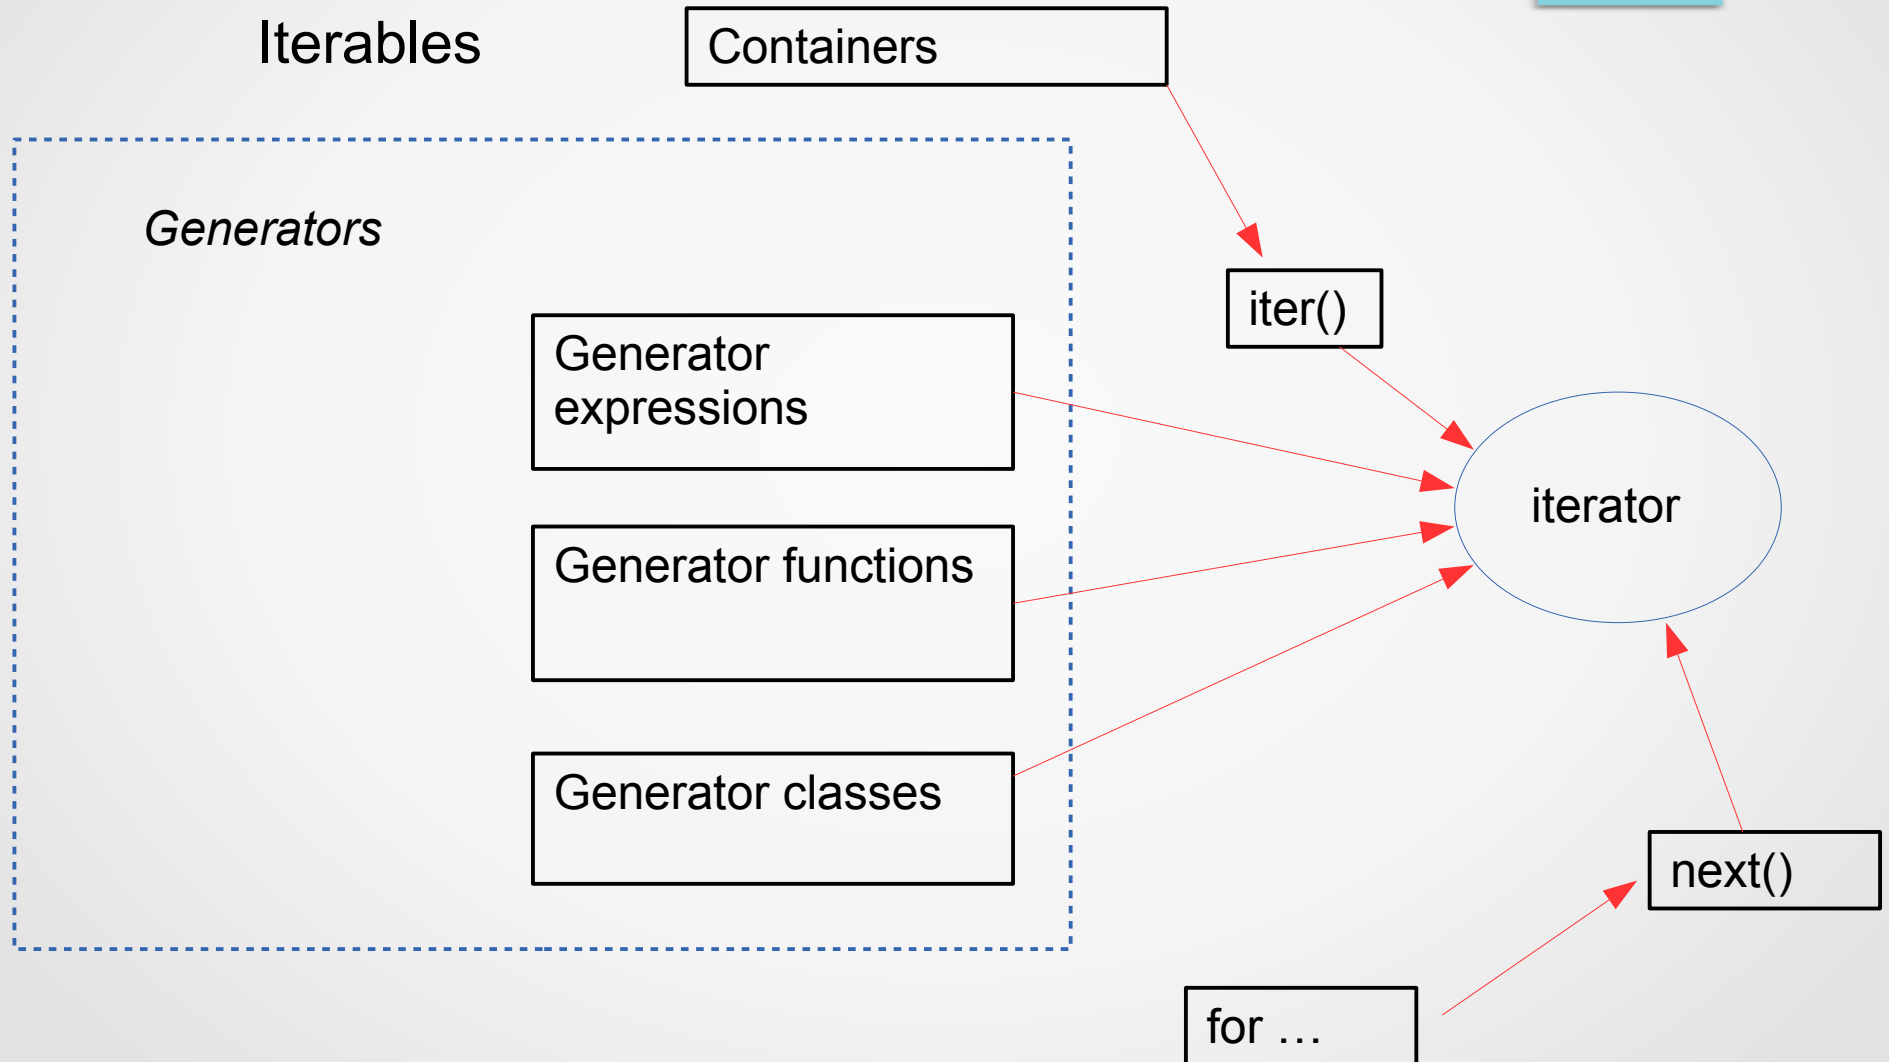 Iterables
Containers
Generators
iter()
Generator
expressions
iterator
Generator functions
Generator classes
next()
for …